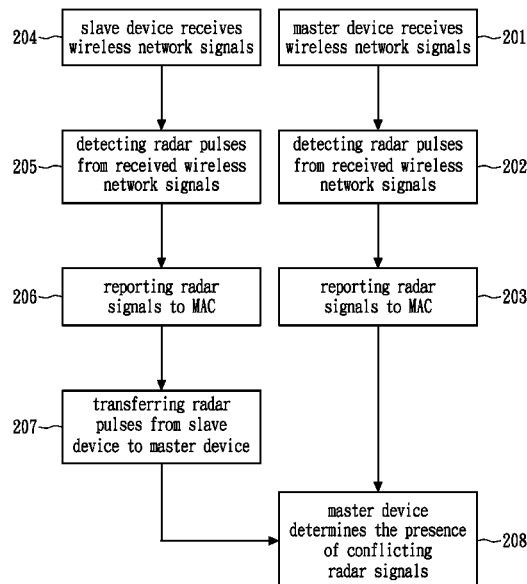 204
slave device receives
wireless network signals
master device receives
wireless network signals
201
205
detecting radar pulses
from received wireless
network signals
detecting radar pulses
from received wireless
network signals
202
206
reporting radar
signals to MAC
reporting radar
signals to MAC
203
207
transferring radar
pulses from slave
device to master device
master device
determines the presence
of conflicting
radar signals
208